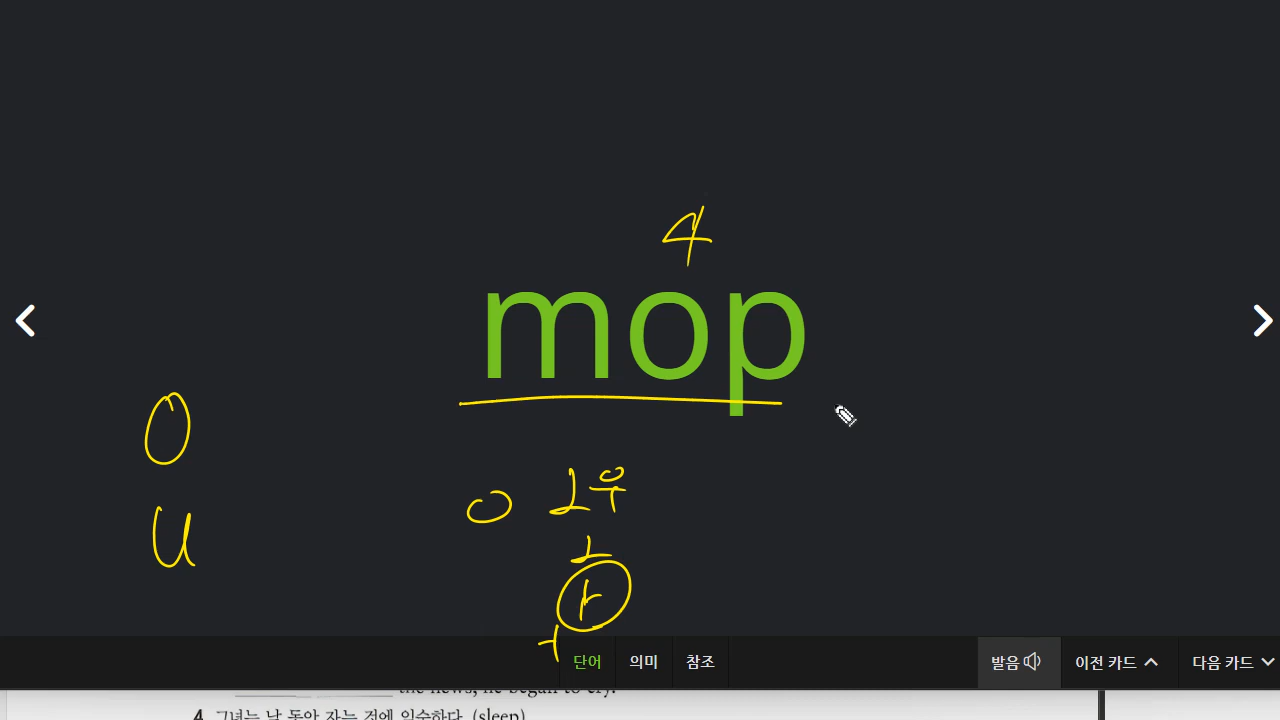 4
mop
O
O ㅗ우
U
ㅗ
ㅏ
ㅓ
단어 의미 참조 발음 이전 카드 다음 카드
the news, he began to cry.
4 그녀는 낮 동안 자는 것에 익숙하다. (sleep)